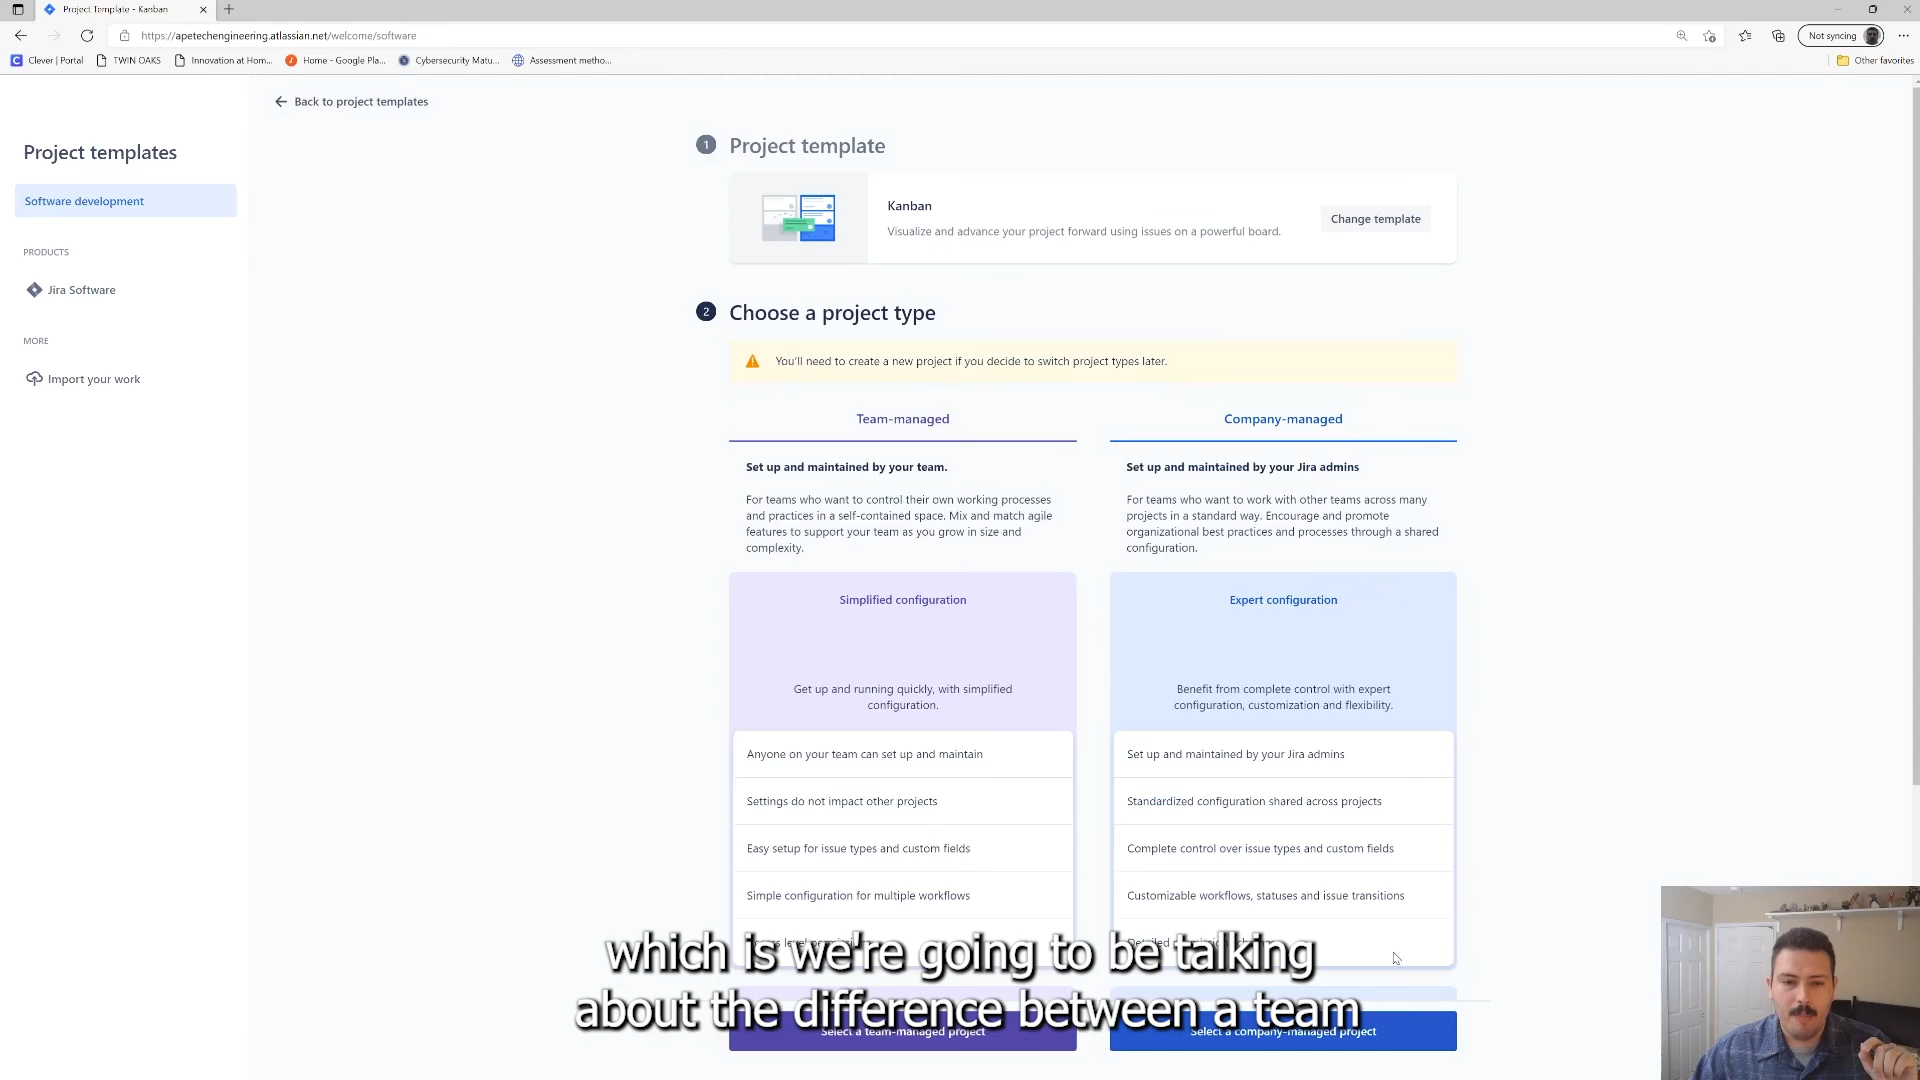 Project Template - Kanban
https://apetechengineering.atlassian.net/welcome/software
Not syncing
Clever | Portal
TWIN OAKS
Innovation at Hom...
Home - Google Pla...
Cybersecurity Matu...
Assessment metho...
Other favorites
Back to project templates
Project templates
Software development
PRODUCTS
Jira Software
MORE
Import your work
1 Project template
Kanban
Visualize and advance your project forward using issues on a powerful board.
Change template
2 Choose a project type
You'll need to create a new project if you decide to switch project types later.
Team-managed
Set up and maintained by your team.
For teams who want to control their own working processes
and practices in a self-contained space. Mix and match agile
features to support your team as you grow in size and
complexity.
Simplified configuration
Get up and running quickly, with simplified
configuration.
Anyone on your team can set up and maintain
Settings do not impact other projects
Easy setup for issue types and custom fields
Simple configuration for multiple workflows
Select a team-managed project
Company-managed
Set up and maintained by your Jira admins
For teams who want to work with other teams across many
projects in a standard way. Encourage and promote
organizational best practices and processes through a shared
configuration.
Expert configuration
Benefit from complete control with expert
configuration, customization and flexibility.
Set up and maintained by your Jira admins
Standardized configuration shared across projects
Complete control over issue types and custom fields
Customizable workflows, statuses and issue transitions
Detailed
Select a company-managed project
which is we're going to be talking
about the difference between a team